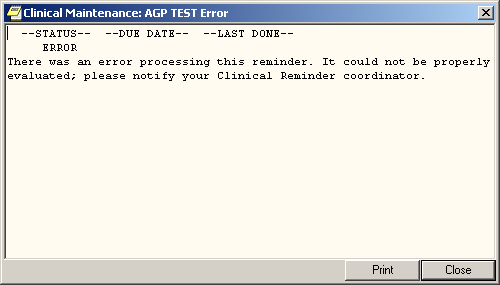 Clinical Maintenance: AGP TEST Error
--STATUS-- --DUE DATE-- --LAST DONE--
ERROR
There was an error processing this reminder. It could not be properly
evaluated; please notify your Clinical Reminder coordinator.
Print Close